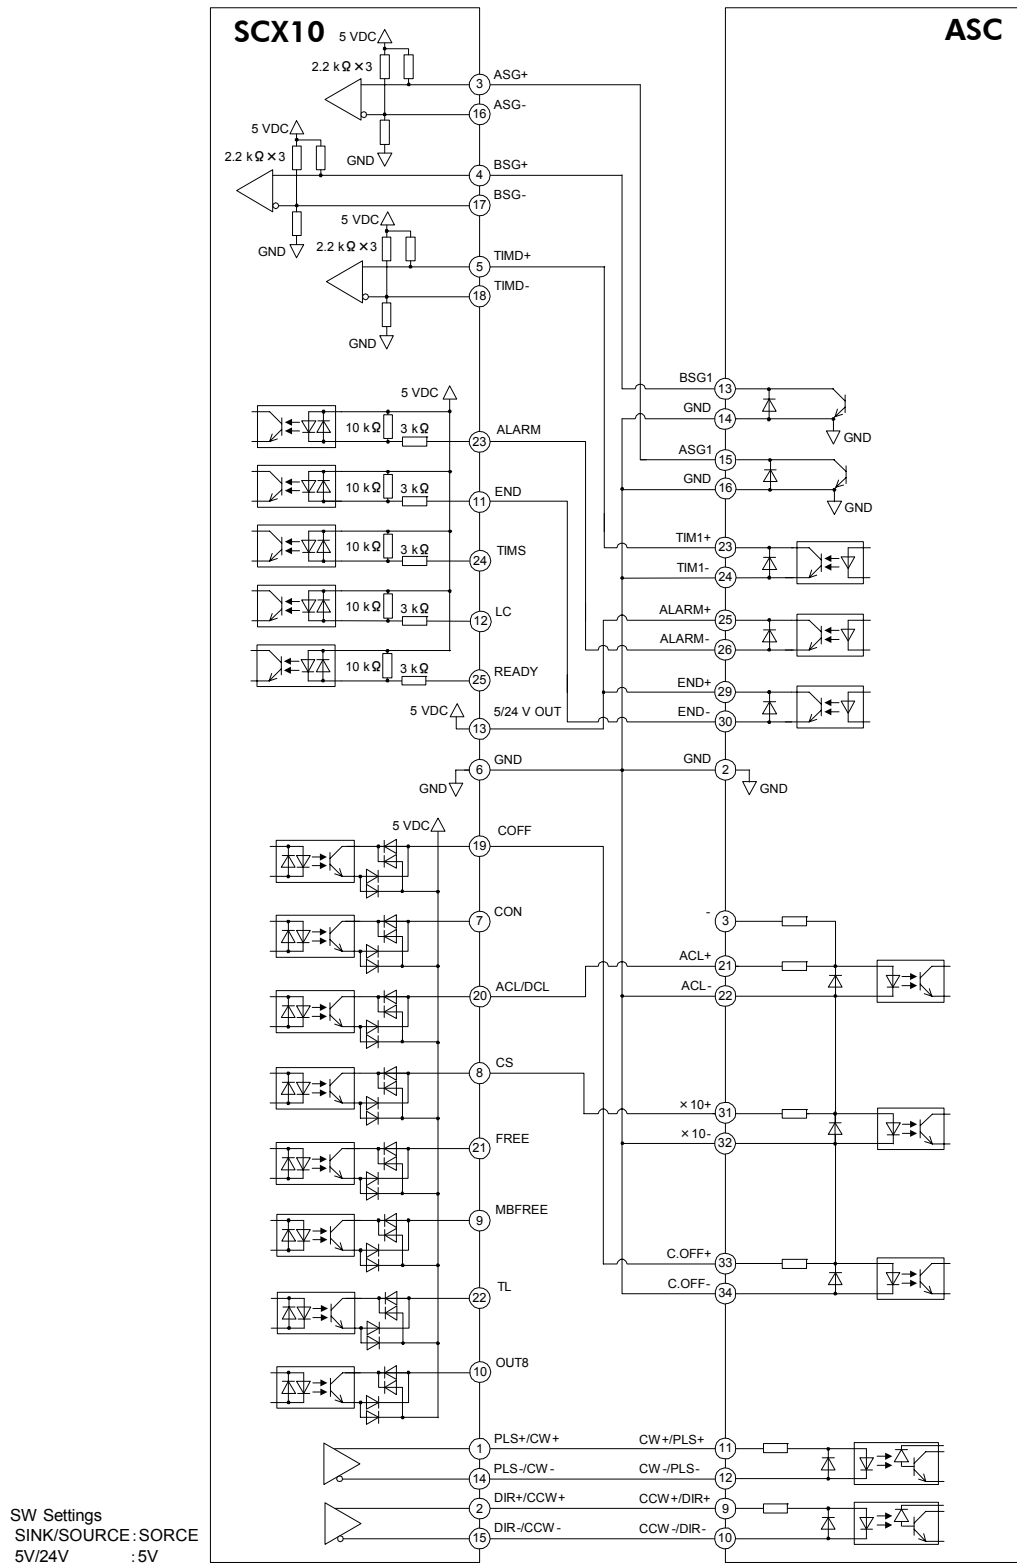 SCX10
ASC
5 VDC
2.2 kΩ×3
3 ASG+
16 ASG-
GND
5 VDC
2.2 kΩ×3
4 BSG+
17 BSG-
GND
5 VDC
2.2 kΩ×3
5 TIMD+
18 TIMD-
GND
BSG1 13
GND 14
GND
ASG1 15
GND 16
GND
5 VDC
10 kΩ 3 kΩ 23 ALARM
10 kΩ 3 kΩ 11 END
10 kΩ 3 kΩ 24 TIMS
10 kΩ 3 kΩ 12 LC
10 kΩ 3 kΩ 25 READY
TIM1+ 23
TIM1- 24
ALARM+ 25
ALARM- 26
END+ 29
END- 30
5 VDC 13 5/24 V OUT
GND 6 GND
GND 2 GND
5 VDC
19 COFF
7 CON
20 ACL/DCL
8 CS
21 FREE
9 MBFREE
22 TL
10 OUT8
- 3
ACL+ 21
ACL- 22
×10+ 31
×10- 32
C.OFF+ 33
C.OFF- 34
1 PLS+/CW+ CW+/PLS+ 11
14 PLS-/CW- CW-/PLS- 12
2 DIR+/CCW+ CCW+/DIR+ 9
15 DIR-/CCW- CCW-/DIR- 10
SW Settings
SINK/SOURCE:SORCE
5V/24V :5V